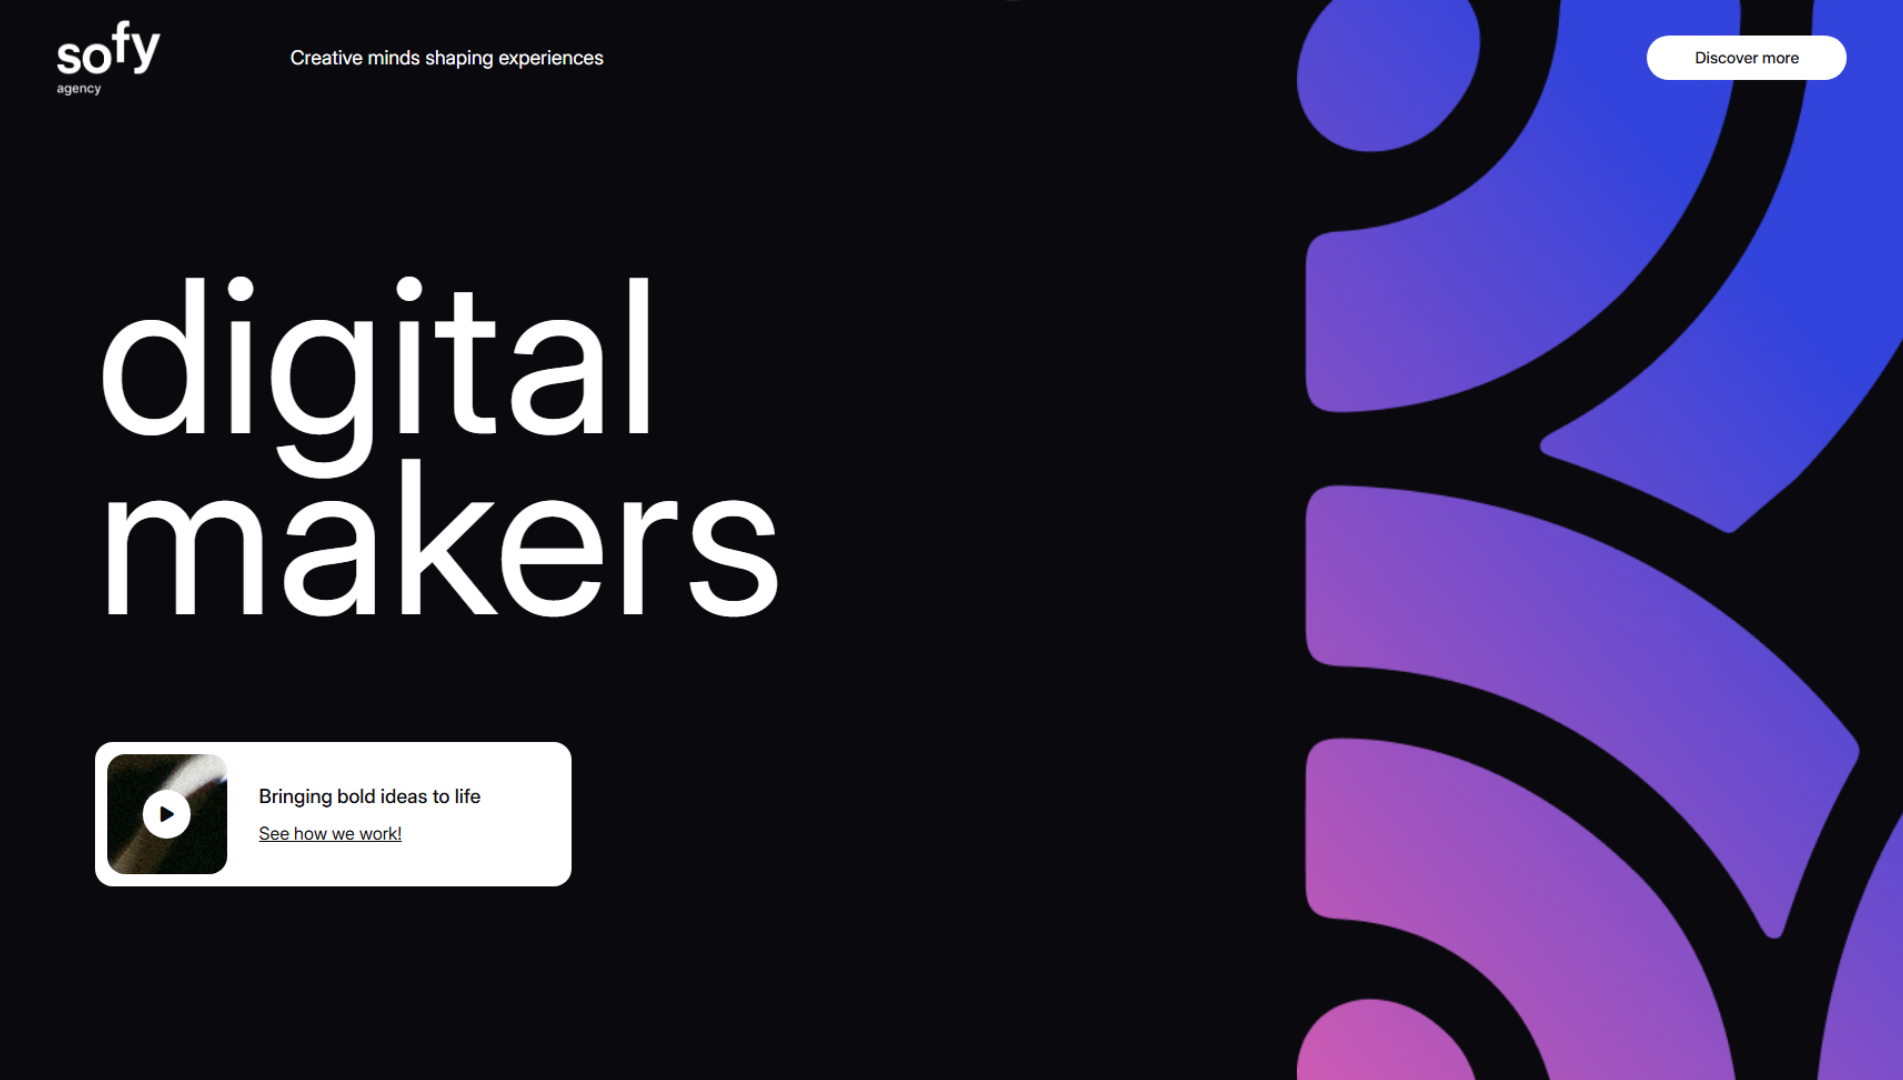 sofy
agency
Creative minds shaping experiences
Discover more
digital
makers
Bringing bold ideas to life
See how we work!